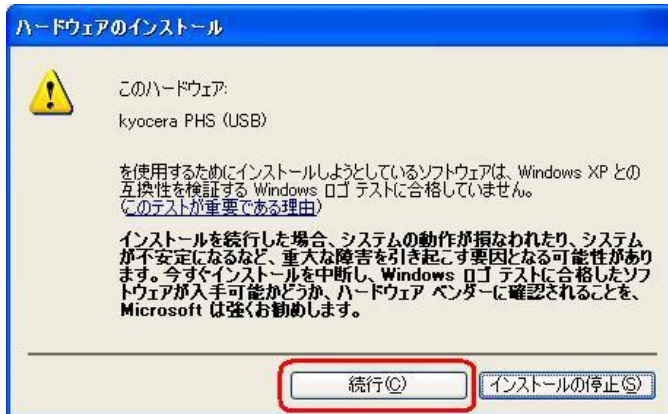 ハードウェアのインストール
このハードウェア:
kyocera PHS (USB)
を使用するためにインストールしようとしているソフトウェアは、Windows XP との
互換性を検証する Windows ロゴ テストに合格していません。
(このテストが重要である理由)
インストールを続行した場合、システムの動作が損なわれたり、システム
が不安定になるなど、重大な障害を引き起こす要因となる可能性があり
ます。今すぐインストールを中断し、Windows ロゴ テストに合格したソフ
トウェアが入手可能かどうか、ハードウェア ベンダーに確認されることを、
Microsoft は強くお勧めします。
続行(C) インストールの停止(S)